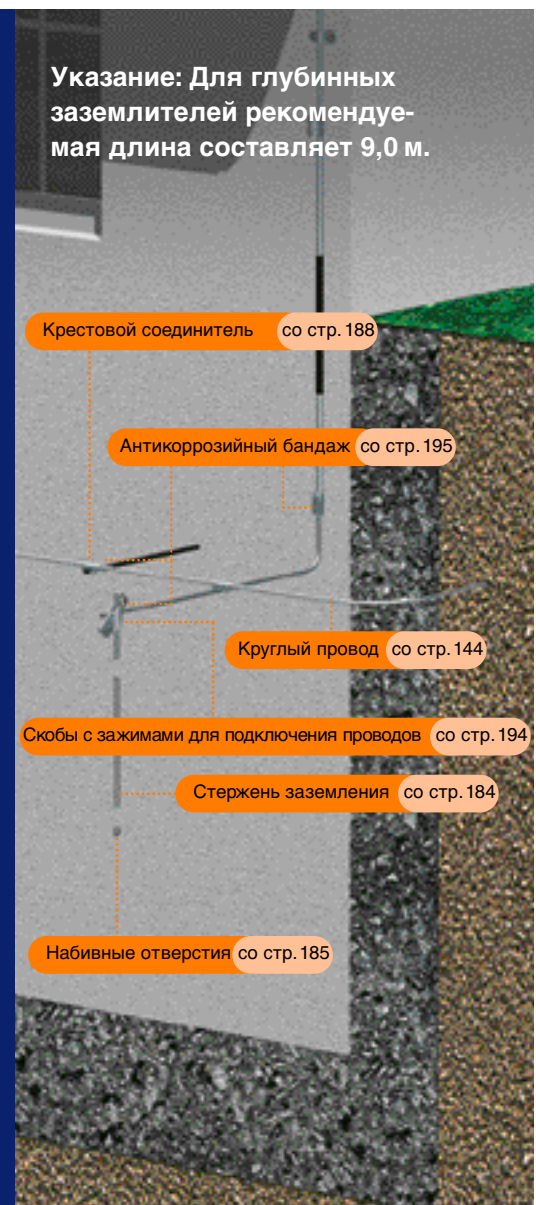 Указание: Для глубинных
заземлителей рекомендуе-
мая длина составляет 9,0 м.
Крестовой соединитель со стр. 188
Антикоррозийный бандаж со стр. 195
Круглый провод со стр. 144
Скобы с зажимами для подключения проводов со стр. 194
Стержень заземления со стр. 184
Набивные отверстия со стр. 185